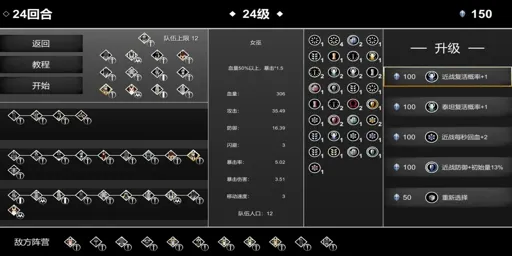 24回合
24级
150
返回
教程
开始
队伍上限 12
女巫
血量50%以上，暴击*1.5
血量： 306
攻击： 35.49
防御： 16.39
闪避： 3
暴击率： 5.02
暴击伤害： 3.51
移动速度： 3
队伍人口：12
升级
100 近战复活概率+1
100 泰坦复活概率+1
100 近战每秒回血+2
100 近战防御+初始量13%
50 重新选择
敌方阵营